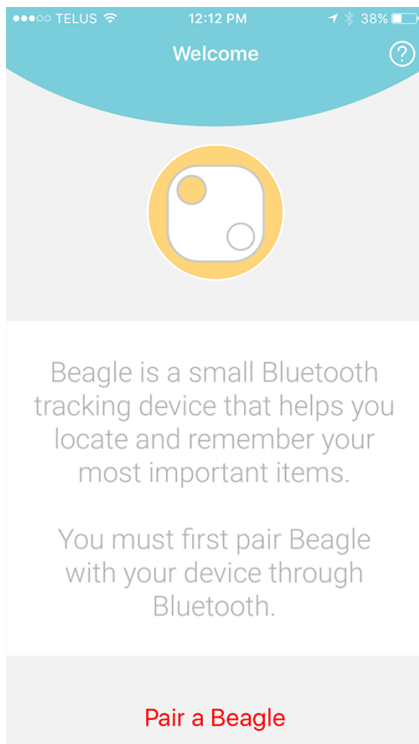 TELUS 12:12 PM 38%
Welcome ?
Beagle is a small Bluetooth
tracking device that helps you
locate and remember your
most important items.
You must first pair Beagle
with your device through
Bluetooth.
Pair a Beagle